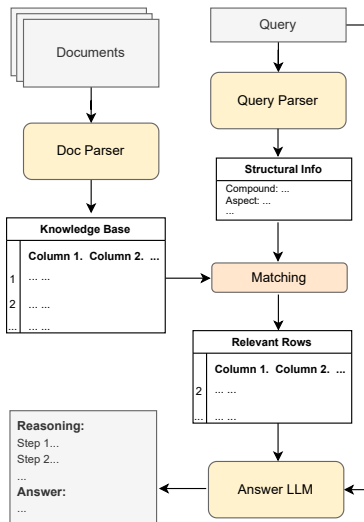 Documents
Query
Doc Parser
Query Parser
Structural Info
Compound: ...
Aspect: ...
...
Knowledge Base
Column 1. Column 2. ...
1 ... ...
2 ... ...
... ... ...
Matching
Relevant Rows
Column 1. Column 2. ...
2 ... ...
... ... ...
Reasoning:
Step 1...
Step 2...
...
Answer:
...
Answer LLM